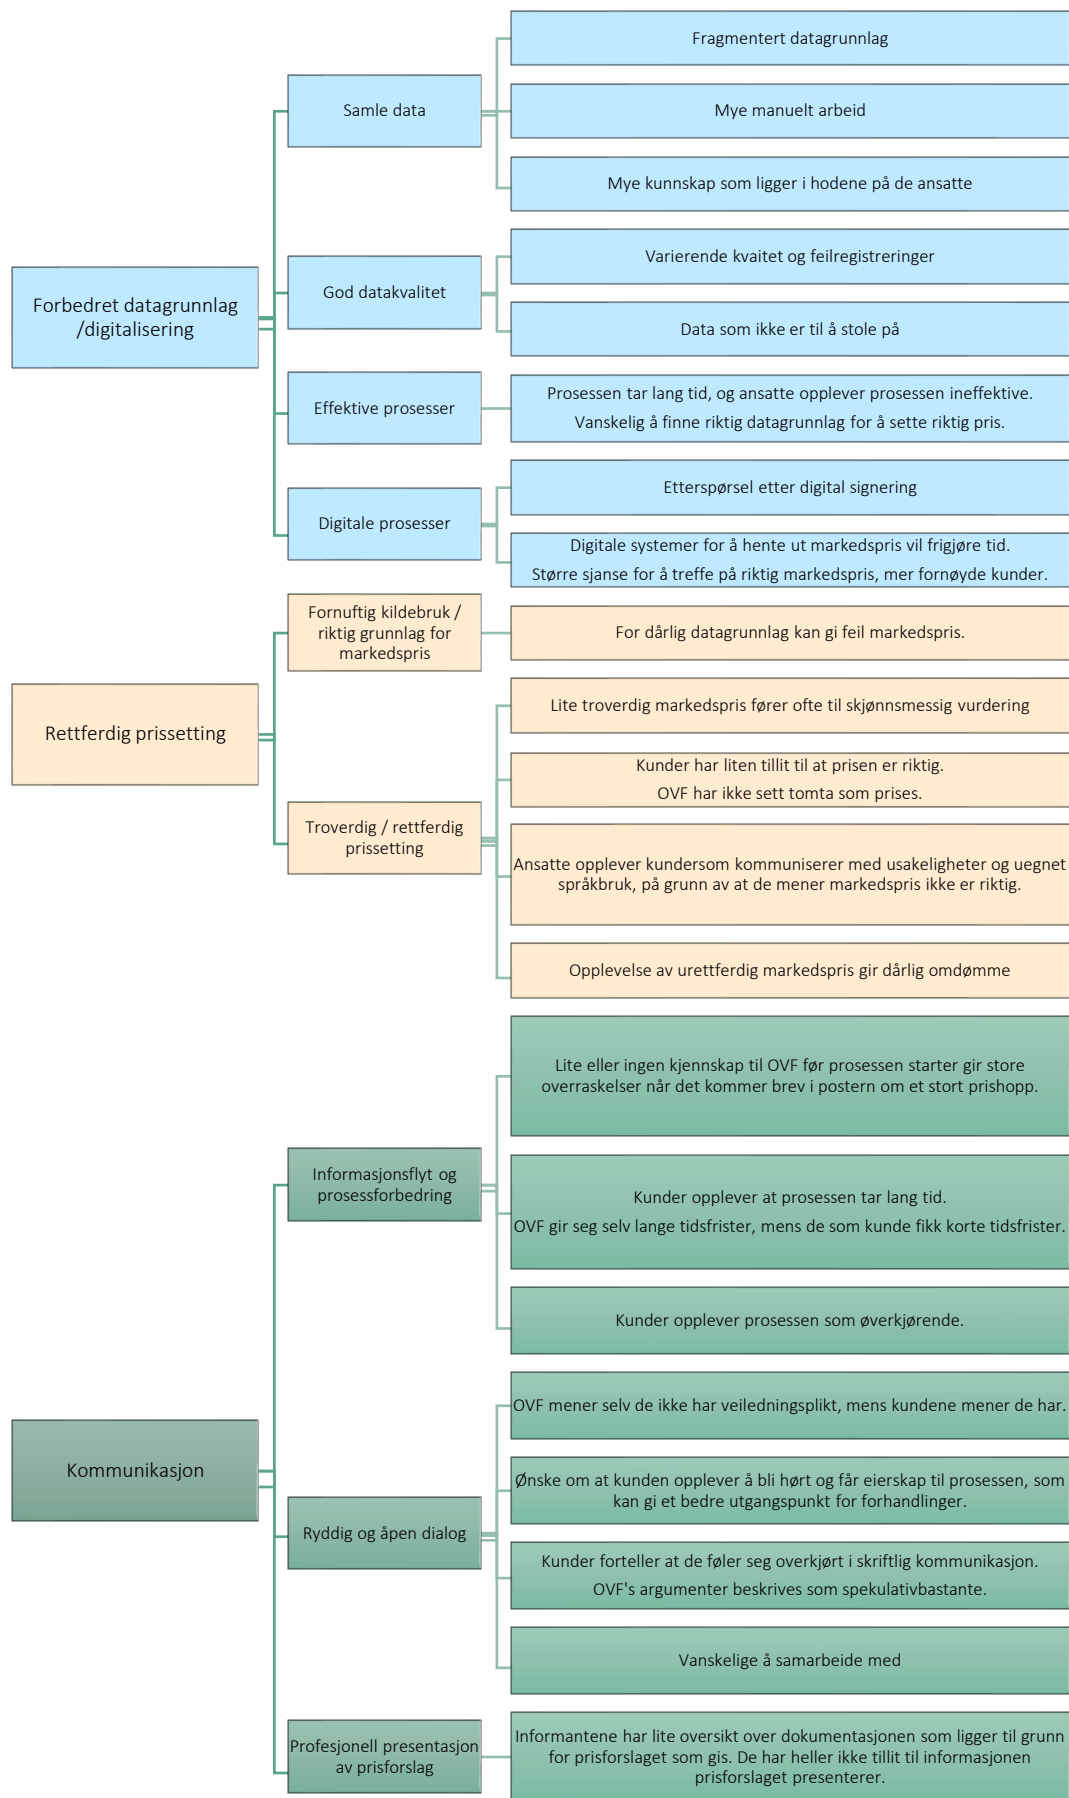 Forbedret datagrunnlag
/digitalisering
Samle data
Fragmentert datagrunnlag
Mye manuelt arbeid
Mye kunnskap som ligger i hodene på de ansatte
God datakvalitet
Varierende kvaitet og feilregistreringer
Data som ikke er til å stole på
Effektive prosesser
Prosessen tar lang tid, og ansatte opplever prosessen ineffektive.
Vanskelig å finne riktig datagrunnlag for å sette riktig pris.
Digitale prosesser
Etterspørsel etter digital signering
Digitale systemer for å hente ut markedspris vil frigjøre tid.
Større sjanse for å treffe på riktig markedspris, mer fornøyde kunder.
Rettferdig prissetting
Fornuftig kildebruk /
riktig grunnlag for
markedspris
For dårlig datagrunnlag kan gi feil markedspris.
Troverdig / rettferdig
prissetting
Lite troverdig markedspris fører ofte til skjønnsmessig vurdering
Kunder har liten tillit til at prisen er riktig.
OVF har ikke sett tomta som prises.
Ansatte opplever kundersom kommuniserer med usakeligheter og uegnet
språkbruk, på grunn av at de mener markedspris ikke er riktig.
Opplevelse av urettferdig markedspris gir dårlig omdømme
Kommunikasjon
Informasjonsflyt og
prosessforbedring
Lite eller ingen kjennskap til OVF før prosessen starter gir store
overraskelser når det kommer brev i postern om et stort prishopp.
Kunder opplever at prosessen tar lang tid.
OVF gir seg selv lange tidsfrister, mens de som kunde fikk korte tidsfrister.
Kunder opplever prosessen som øverkjørende.
Ryddig og åpen dialog
OVF mener selv de ikke har veiledningsplikt, mens kundene mener de har.
Ønske om at kunden opplever å bli hørt og får eierskap til prosessen, som
kan gi et bedre utgangspunkt for forhandlinger.
Kunder forteller at de føler seg overkjørt i skriftlig kommunikasjon.
OVF's argumenter beskrives som spekulativbastante.
Vanskelige å samarbeide med
Profesjonell presentasjon
av prisforslag
Informantene har lite oversikt over dokumentasjonen som ligger til grunn
for prisforslaget som gis. De har heller ikke tillit til informasjonen
prisforslaget presenterer.